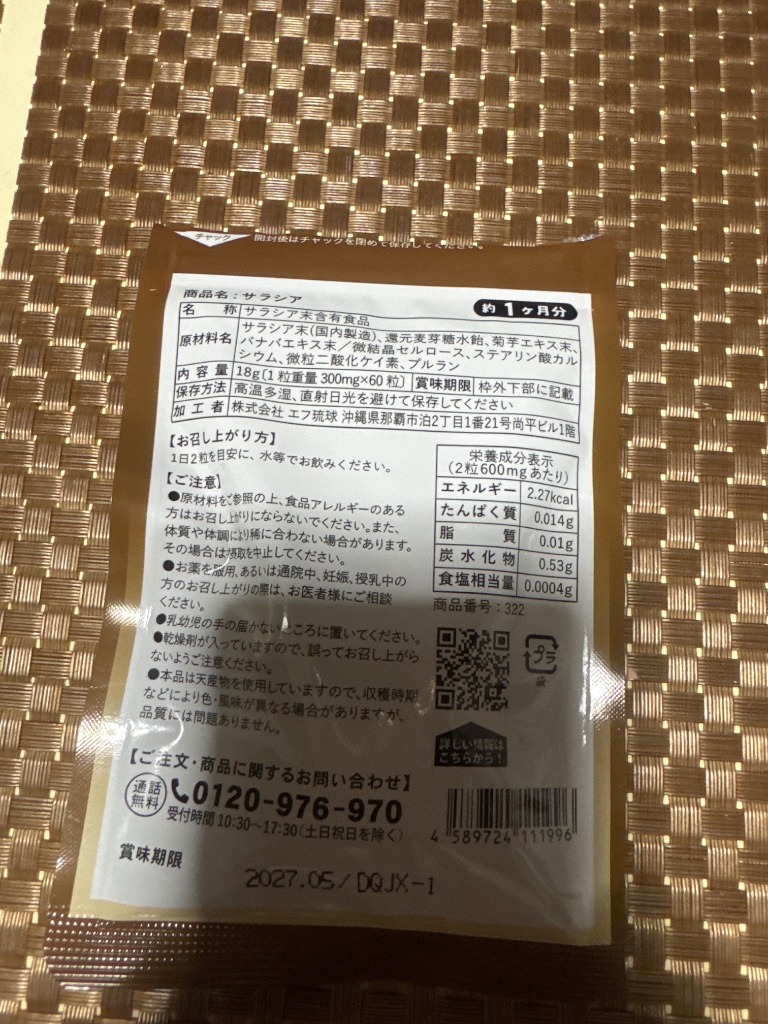 チャック 開封後はチャックを閉めて保存してください。
商品名：サラシア
約1ヶ月分
名称 サラシア末含有食品
原材料名 サラシア末(国内製造)、還元麦芽糖水飴、菊芋エキス末、
バナバエキス末／微結晶セルロース、ステアリン酸カル
シウム、微粒二酸化ケイ素、プルラン
内容量 18g〔1粒重量 300mg×60粒〕 賞味期限 枠外下部に記載
保存方法 高温多湿、直射日光を避けて保存してください
加工者 株式会社 エフ琉球 沖縄県那覇市泊2丁目1番21号尚平ビル1階
【お召し上がり方】
1日2粒を目安に、水等でお飲みください。
【ご注意】
●原材料をご参照の上、食品アレルギーのある
方はお召し上がりにならないでください。また、
体質や体調により稀に合わない場合があります。
その場合は摂取を中止してください。
●お薬を服用、あるいは通院中、妊娠、授乳中の
方のお召し上がりの際は、お医者様にご相談
ください。
●乳幼児の手の届かないところに置いてください。
●乾燥剤が入っていますので、誤ってお召し上がら
ないようご注意ください。
●本品は天産物を使用していますので、収穫時期
などにより色・風味が異なる場合がありますが、
品質には問題ありません。
栄養成分表示
(2粒600mgあたり)
エネルギー 2.27kcal
たんぱく質 0.014g
脂質 0.01g
炭水化物 0.53g
食塩相当量 0.0004g
商品番号：322
プラ
袋
詳しい情報は
こちらから！
【ご注文・商品に関するお問い合わせ】
通話
無料
0120-976-970
受付時間 10:30〜17:30(土日祝日を除く)
4 589724 111996
賞味期限
2027.05/DQJX-1